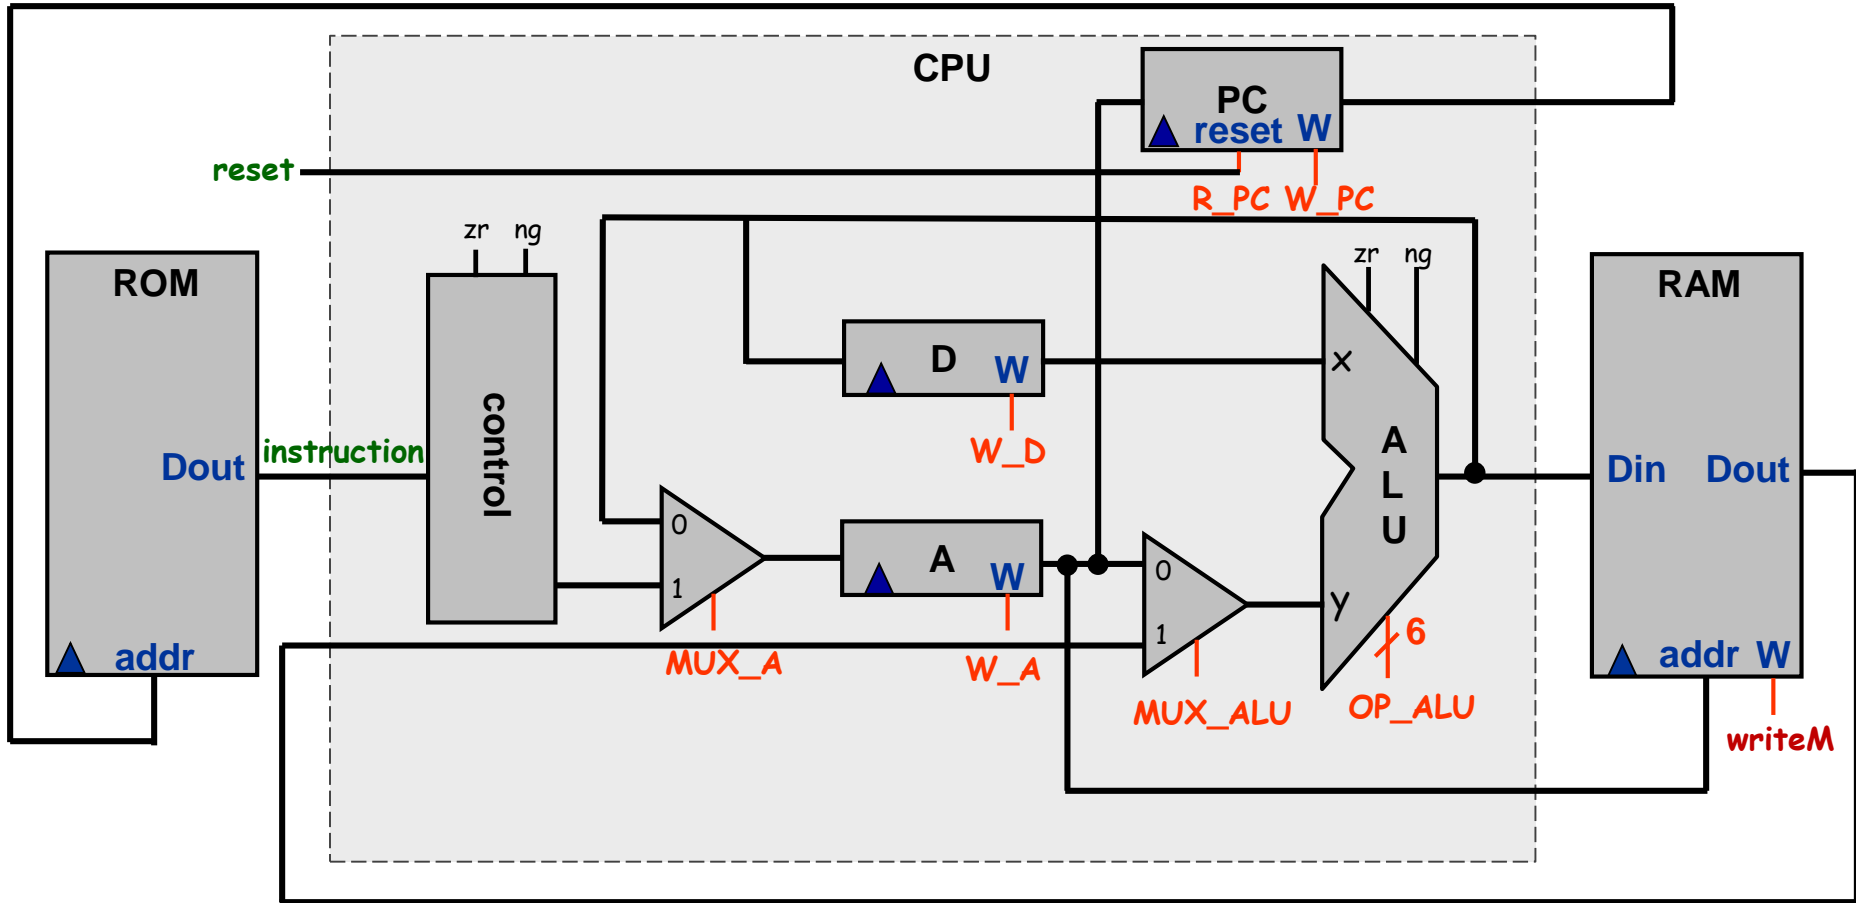 CPU
PC
reset W
reset
R_PC W_PC
zr ng
zr ng
ROM
RAM
D W
x
control
instruction
Dout
W_D
A
L
U
Din Dout
0
1
A W
0
1
y
6
addr
MUX_A
W_A
MUX_ALU
OP_ALU
addr W
writeM